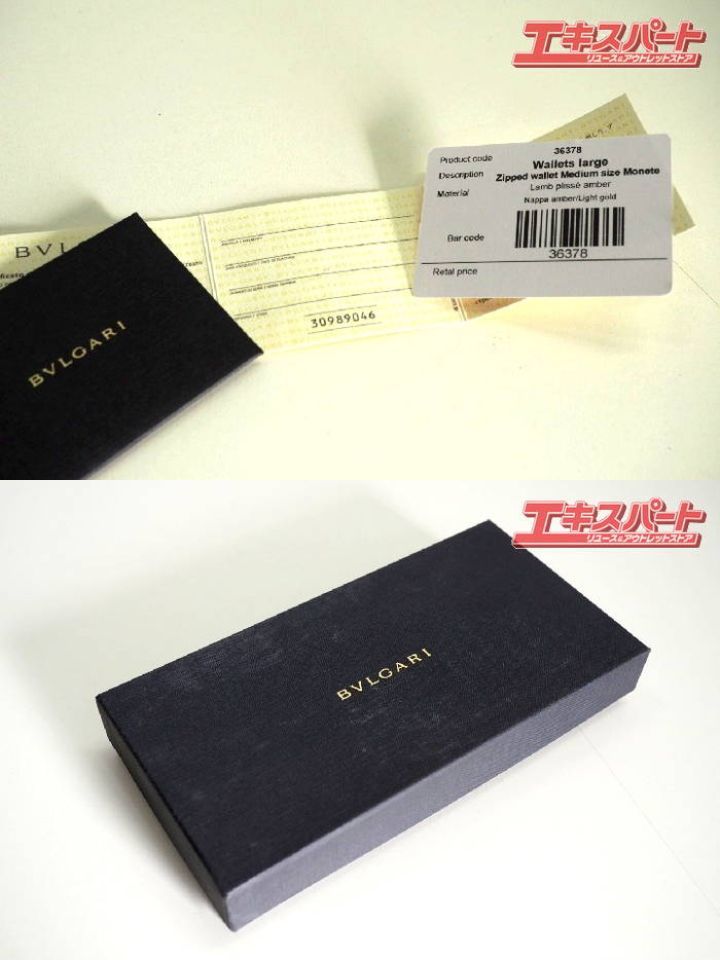 エキスパート
リユース&アウトレットストア
Product code 36378
Description Wallets large
Zipped wallet Medium size Monete
Material Lamb plissé amber
Nappa amber/Light gold
Bar code
36378
Retail price
BVL
30989046
BVLGARI
エキスパート
リユース&アウトレットストア
BVLGARI